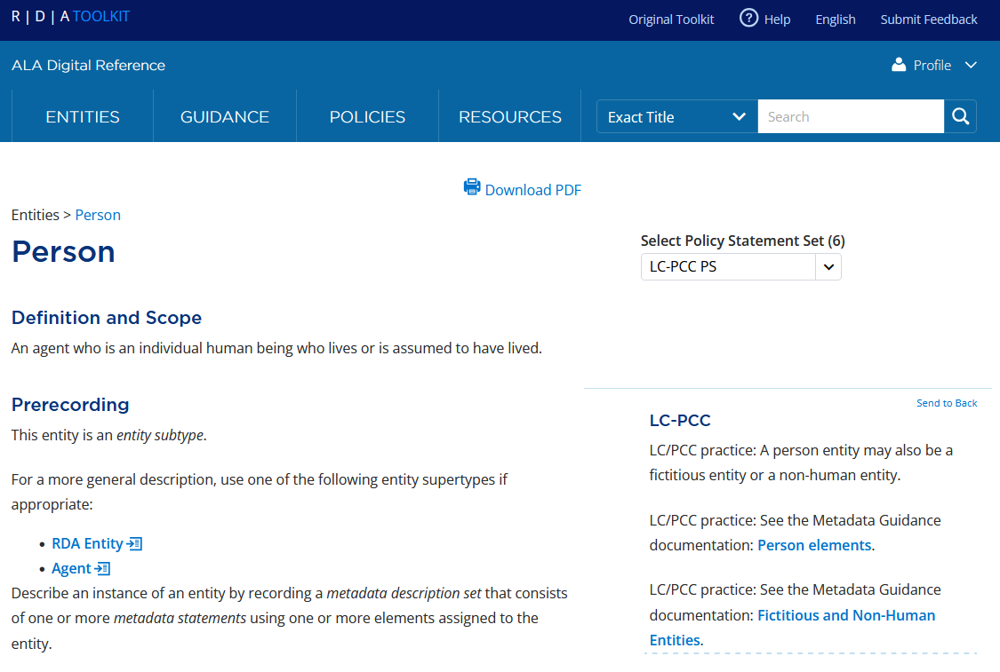 R | D | A TOOLKIT
Original Toolkit
Help
English
Submit Feedback
ALA Digital Reference
Profile
ENTITIES
GUIDANCE
POLICIES
RESOURCES
Exact Title
Search
Download PDF
Entities > Person
Person
Select Policy Statement Set (6)
LC-PCC PS
Definition and Scope
An agent who is an individual human being who lives or is assumed to have lived.
Prerecording
This entity is an entity subtype.
For a more general description, use one of the following entity supertypes if
appropriate:
• RDA Entity
• Agent
Describe an instance of an entity by recording a metadata description set that consists
of one or more metadata statements using one or more elements assigned to the
entity.
Send to Back
LC-PCC
LC/PCC practice: A person entity may also be a
fictitious entity or a non-human entity.
LC/PCC practice: See the Metadata Guidance
documentation: Person elements.
LC/PCC practice: See the Metadata Guidance
documentation: Fictitious and Non-Human
Entities.